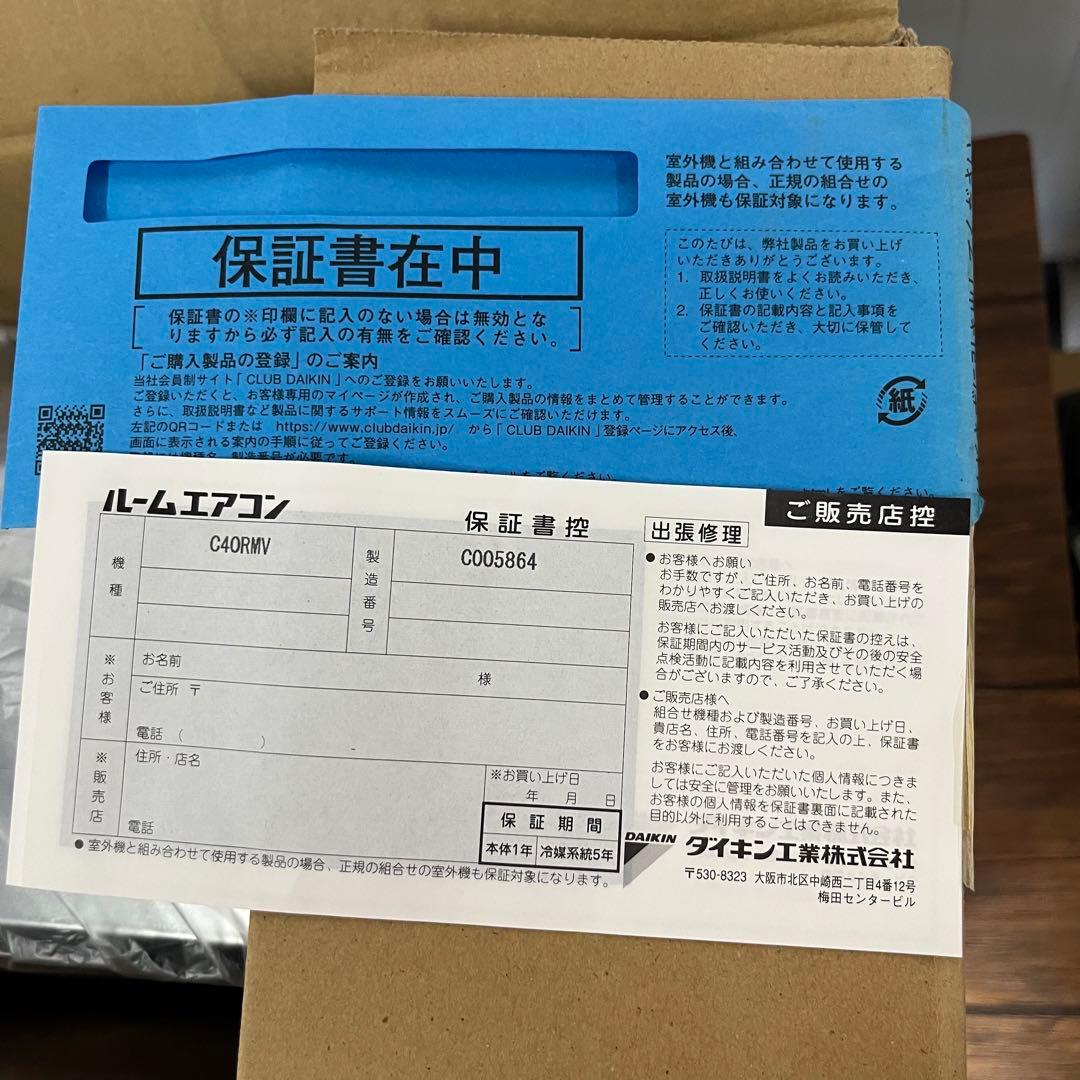 室外機と組み合わせて使用する
製品の場合、正規の組合せの
室外機も保証対象になります。
保証書在中
保証書の※印欄に記入のない場合は無効とな
りますから必ず記入の有無をご確認ください。
このたびは、弊社製品をお買い上げ
いただきありがとうございます。
1. 取扱説明書をよくお読みいただき、
正しくお使いください。
2. 保証書の記載内容と記入事項を
ご確認いただき、大切に保管して
ください。
「ご購入製品の登録」のご案内
当社会員制サイト「CLUB DAIKIN」へのご登録をお願いいたします。
ご登録いただくと、お客様専用のマイページが作成され、ご購入製品の情報をまとめて管理することができます。
さらに、取扱説明書など製品に関するサポート情報をスムーズにご確認いただけます。
左記のQRコードまたは https://www.clubdaikin.jp/ から「CLUB DAIKIN」登録ページにアクセス後、
画面に表示される案内の手順に従ってご登録ください。
紙
ルームエアコン
保証書控
出張修理
ご販売店控
機種
C40RMV
製造番号
C005864
※お客様
お名前
様
ご住所 〒
電話 ( )
※販売店
住所・店名
電話
※お買い上げ日
年 月 日
保証期間
本体1年 冷媒系統5年
●室外機と組み合わせて使用する製品の場合、正規の組合せの室外機も保証対象になります。
●お客様へお願い
お手数ですが、ご住所、お名前、電話番号を
わかりやすくご記入いただき、お買い上げの
販売店へお渡しください。
お客様にご記入いただいた保証書の控えは、
保証期間内のサービス活動及びその後の安全
点検活動に記載内容を利用させていただく場
合がございますので、ご了承ください。
●ご販売店様へ
組合せ機種および製造番号、お買い上げ日、
貴店名、住所、電話番号を記入の上、保証書
をお客様にお渡しください。
お客様にご記入いただいた個人情報につきま
しては安全に管理をお願いいたします。また、
お客様の個人情報を保証書裏面に記載された
目的以外に利用することはできません。
DAIKIN ダイキン工業株式会社
〒530-8323 大阪市北区中崎西二丁目4番12号
梅田センタービル